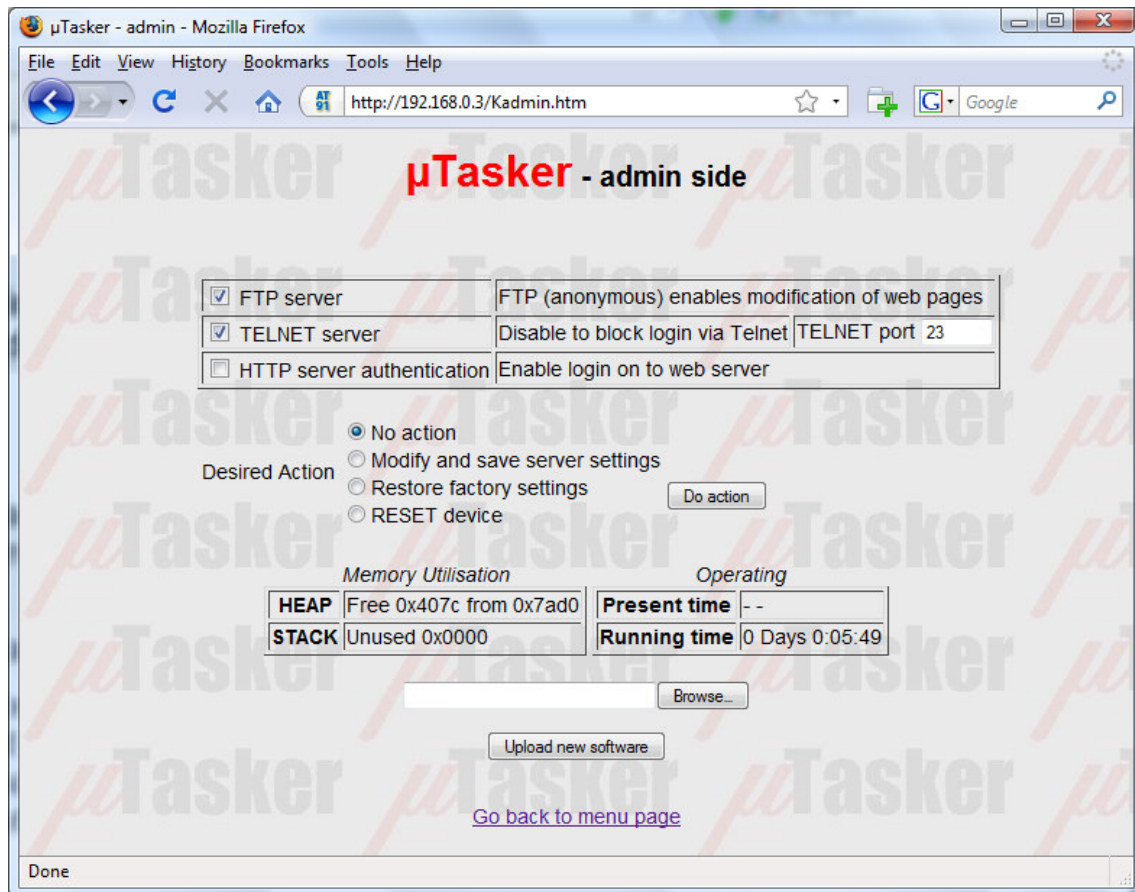 µTasker - admin - Mozilla Firefox
File Edit View History Bookmarks Tools Help
AT 91 http://192.168.0.3/Kadmin.htm G Google
µTasker - admin side
FTP server FTP (anonymous) enables modification of web pages
TELNET server Disable to block login via Telnet TELNET port 23
HTTP server authentication Enable login on to web server
Desired Action
No action
Modify and save server settings
Restore factory settings
RESET device
Do action
Memory Utilisation
HEAP Free 0x407c from 0x7ad0
STACK Unused 0x0000
Operating
Present time - -
Running time 0 Days 0:05:49
Browse...
Upload new software
Go back to menu page
Done